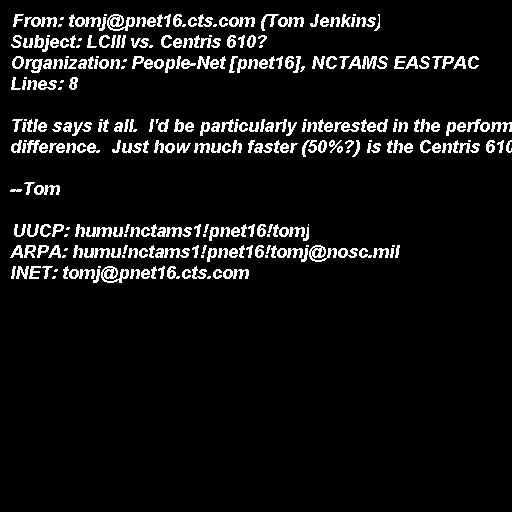 From: tomj@pnet16.cts.com (Tom Jenkins)
Subject: LCIII vs. Centris 610?
Organization: People-Net [pnet16], NCTAMS EASTPAC
Lines: 8
Title says it all.  I'd be particularly interested in the perform
difference.  Just how much faster (50%?) is the Centris 610
--Tom
UUCP: humu!nctams1!pnet16!tomj
ARPA: humu!nctams1!pnet16!tomj@nosc.mil
INET: tomj@pnet16.cts.com